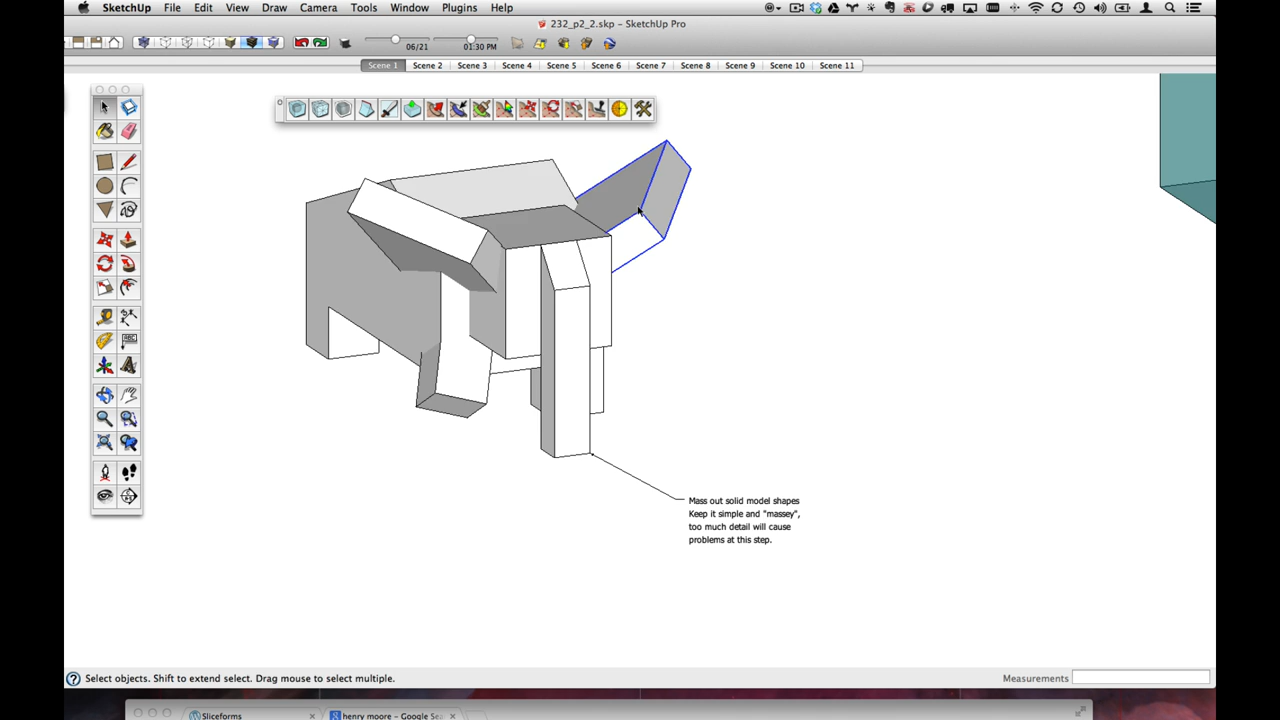 SketchUp File Edit View Draw Camera Tools Window Plugins Help
232_p2_2.skp - SketchUp Pro
06/21 01:30 PM
Scene 1 Scene 2 Scene 3 Scene 4 Scene 5 Scene 6 Scene 7 Scene 8 Scene 9 Scene 10 Scene 11
ABC
Mass out solid model shapes
Keep it simple and "massey",
too much detail will cause
problems at this step.
Select objects. Shift to extend select. Drag mouse to select multiple.
Measurements
Sliceforms henry moore - Google Sea